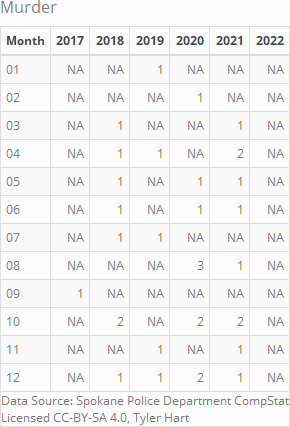 Murder
Month 2017 2018 2019 2020 2021 2022
01 NA NA 1 NA NA NA
02 NA NA NA 1 NA NA
03 NA 1 NA NA 1 NA
04 NA 1 1 NA 2 NA
05 NA 1 NA 1 1 NA
06 NA 1 NA 1 1 NA
07 NA 1 1 NA NA NA
08 NA NA NA 3 1 NA
09 1 NA NA NA NA NA
10 NA 2 NA 2 2 NA
11 NA NA 1 NA 1 NA
12 NA 1 1 2 1 NA
Data Source: Spokane Police Department CompStat
Licensed CC-BY-SA 4.0, Tyler Hart